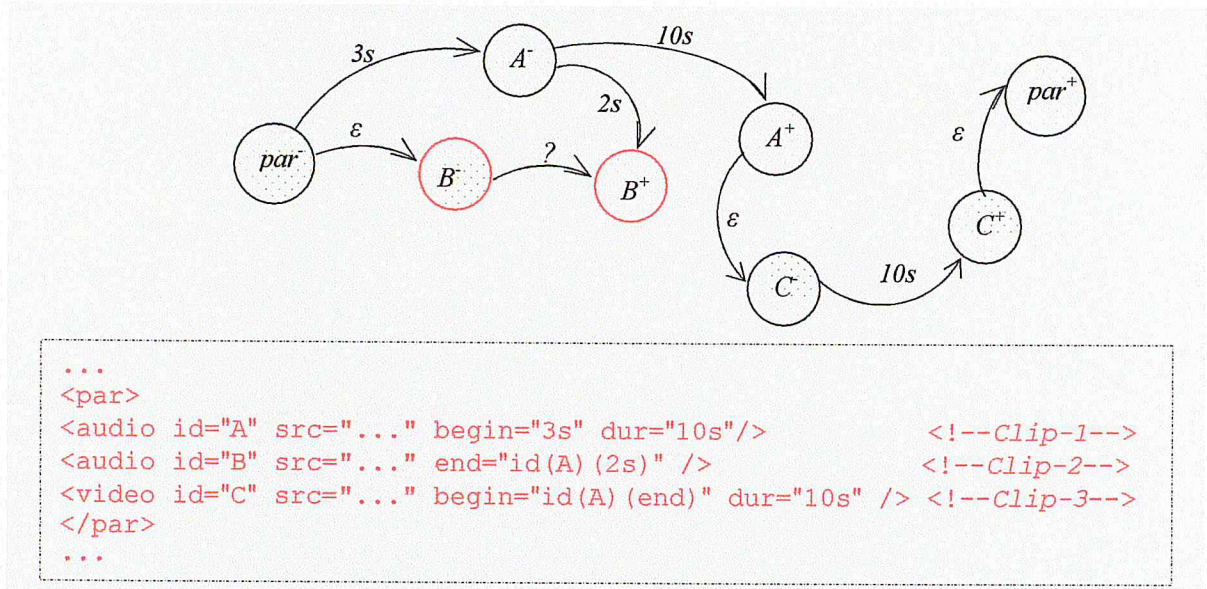 3s
A⁻
10s
par⁺
2s
ε
A⁺
par⁻
ε
B⁻
?
B⁺
ε
C⁺
C⁻
10s
...
<par>
<audio id="A" src="..." begin="3s" dur="10s"/> <!--Clip-1-->
<audio id="B" src="..." end="id(A)(2s)" /> <!--Clip-2-->
<video id="C" src="..." begin="id(A)(end)" dur="10s" /> <!--Clip-3-->
</par>
...